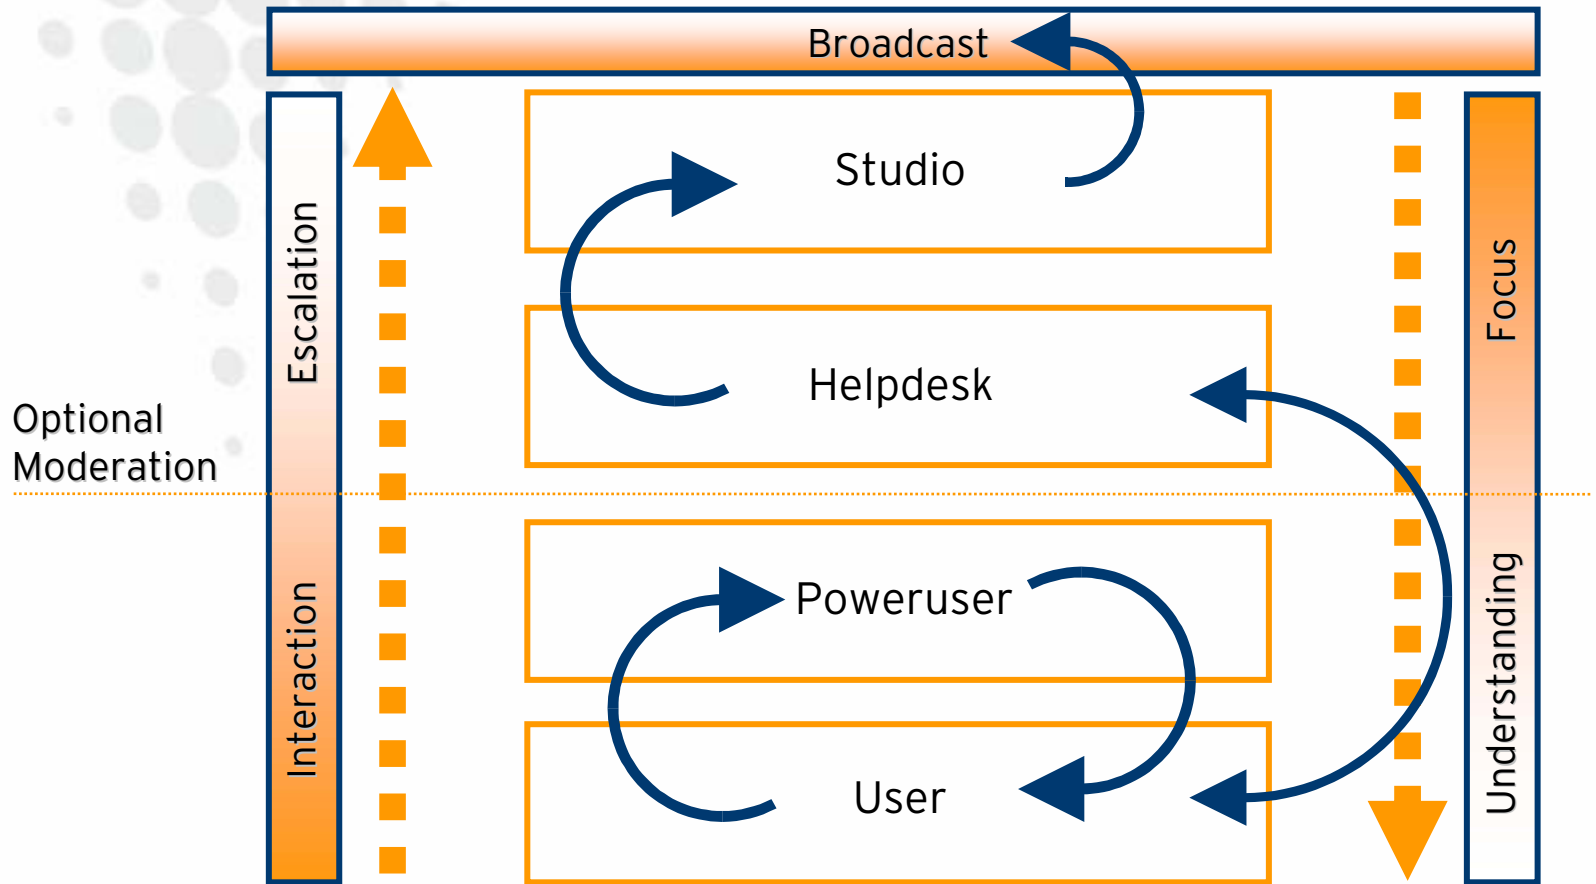 Broadcast
Studio
Escalation
Focus
Helpdesk
Optional
Moderation
Poweruser
Interaction
Understanding
User